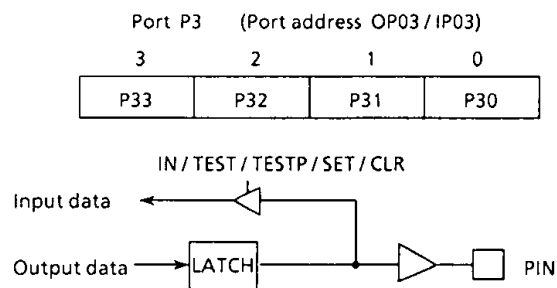 Port P3 (Port address OP03 / IP03)
3 2 1 0
P33 P32 P31 P30
IN / TEST / TESTP / SET / CLR
Input data
Output data LATCH PIN